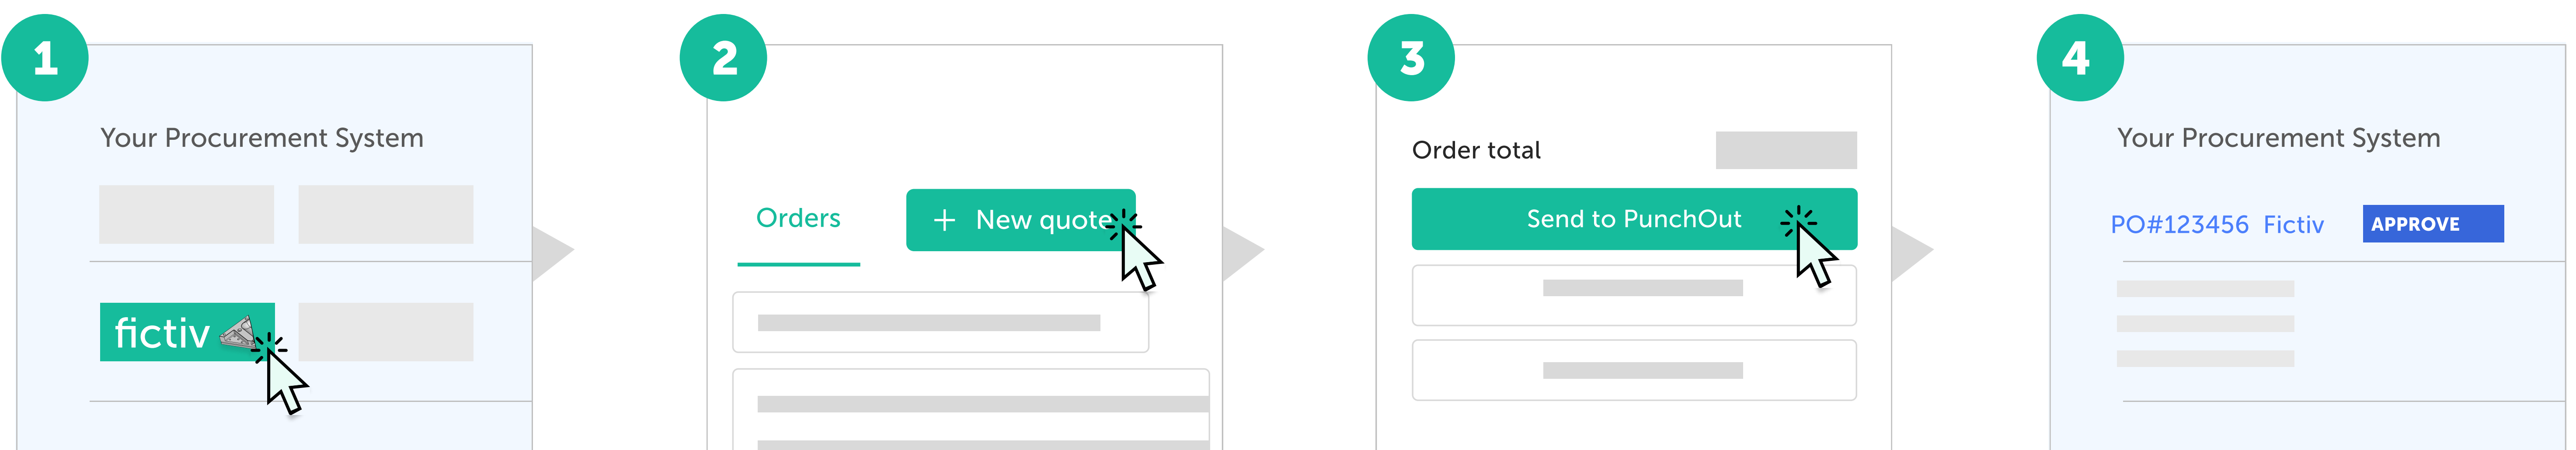 1
Your Procurement System
fictiv
2
Orders
+ New quote
3
Order total
Send to PunchOut
4
Your Procurement System
PO#123456 Fictiv
APPROVE